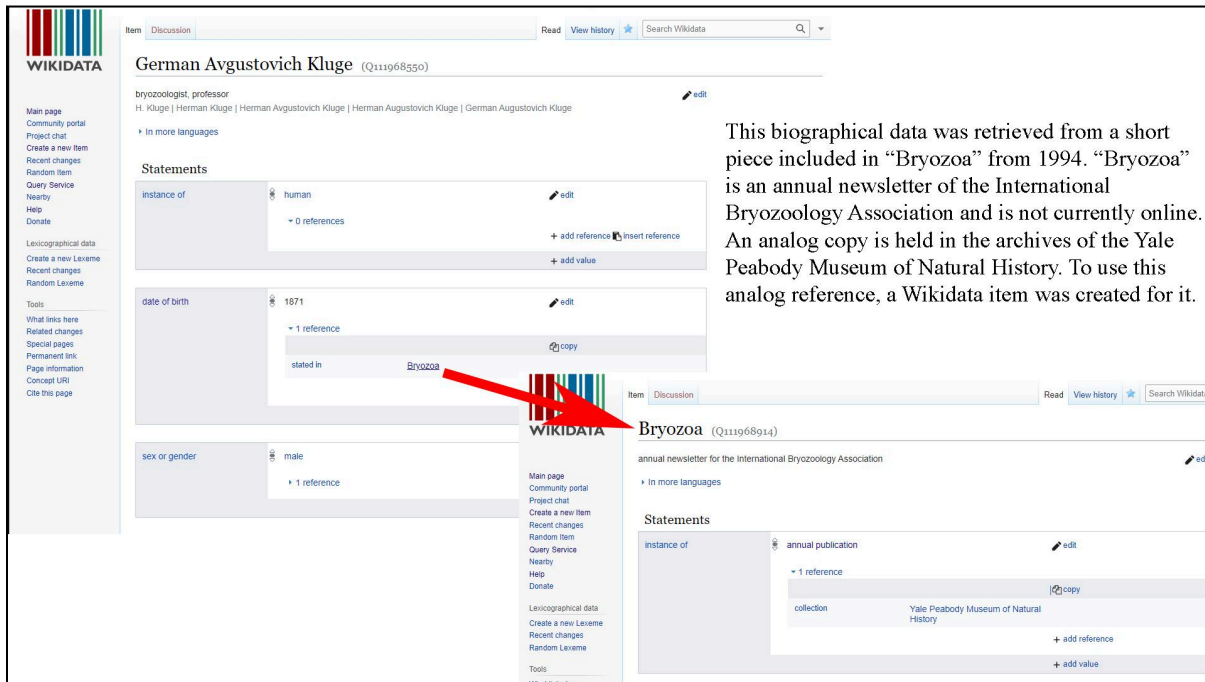 Item Discussion Read View history Search Wikidata
WIKIDATA
German Avgustovich Kluge (Q111968550)
bryozoologist, professor edit
H. Kluge | Herman Kluge | Herman Avgustovich Kluge | Herman Augustovich Kluge | German Augustovich Kluge
In more languages
Main page
Community portal
Project chat
Create a new Item
Recent changes
Random Item
Query Service
Nearby
Help
Donate
Lexicographical data
Create a new Lexeme
Recent changes
Random Lexeme
Tools
What links here
Related changes
Special pages
Permanent link
Page information
Concept URI
Cite this page
Statements
instance of human edit
0 references
+ add reference insert reference
+ add value
date of birth 1871 edit
1 reference
copy
stated in Bryozoa
sex or gender male
1 reference
This biographical data was retrieved from a short
piece included in “Bryozoa” from 1994. “Bryozoa”
is an annual newsletter of the International
Bryozoology Association and is not currently online.
An analog copy is held in the archives of the Yale
Peabody Museum of Natural History. To use this
analog reference, a Wikidata item was created for it.
Item Discussion Read View history Search Wikidat
WIKIDATA
Bryozoa (Q111968914)
annual newsletter for the International Bryozoology Association ed
In more languages
Main page
Community portal
Project chat
Create a new Item
Recent changes
Random Item
Query Service
Nearby
Help
Donate
Lexicographical data
Create a new Lexeme
Recent changes
Random Lexeme
Tools
Statements
instance of annual publication edit
1 reference
copy
collection Yale Peabody Museum of Natural
History
+ add reference
+ add value